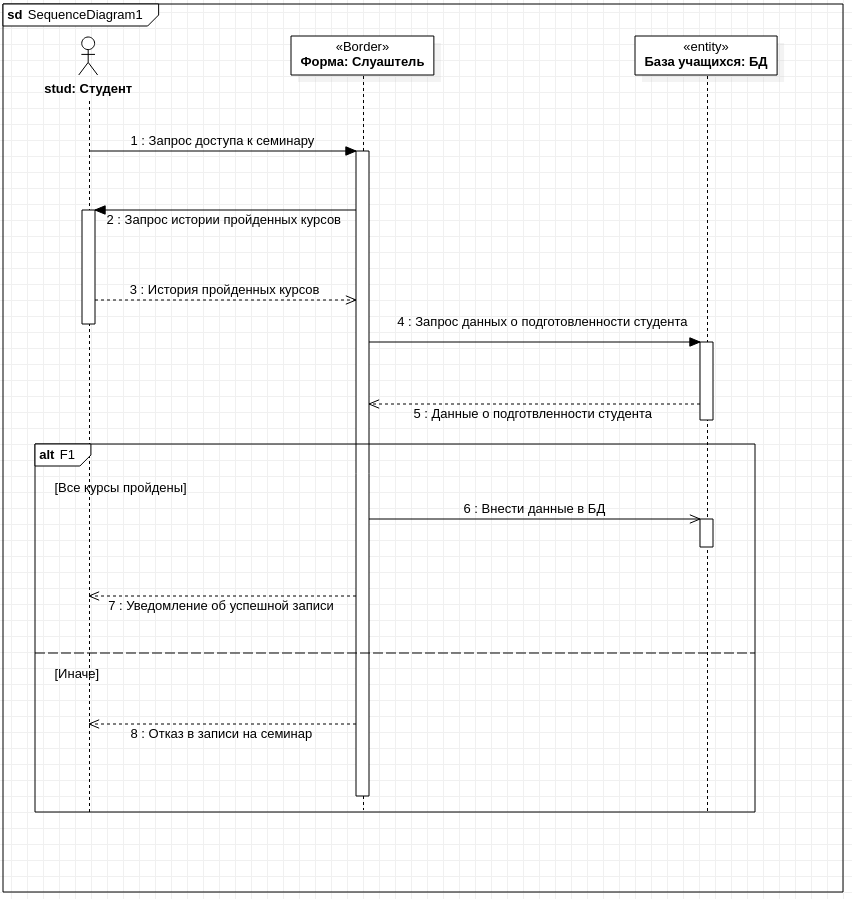 sd SequenceDiagram1
«Border»
Форма: Слуаштель
«entity»
База учащихся: БД
stud: Студент
1 : Запрос доступа к семинару
2 : Запрос истории пройденных курсов
3 : История пройденных курсов
4 : Запрос данных о подготовленности студента
5 : Данные о подготвленности студента
alt F1
[Все курсы пройдены]
6 : Внести данные в БД
7 : Уведомление об успешной записи
[Иначе]
8 : Отказ в записи на семинар